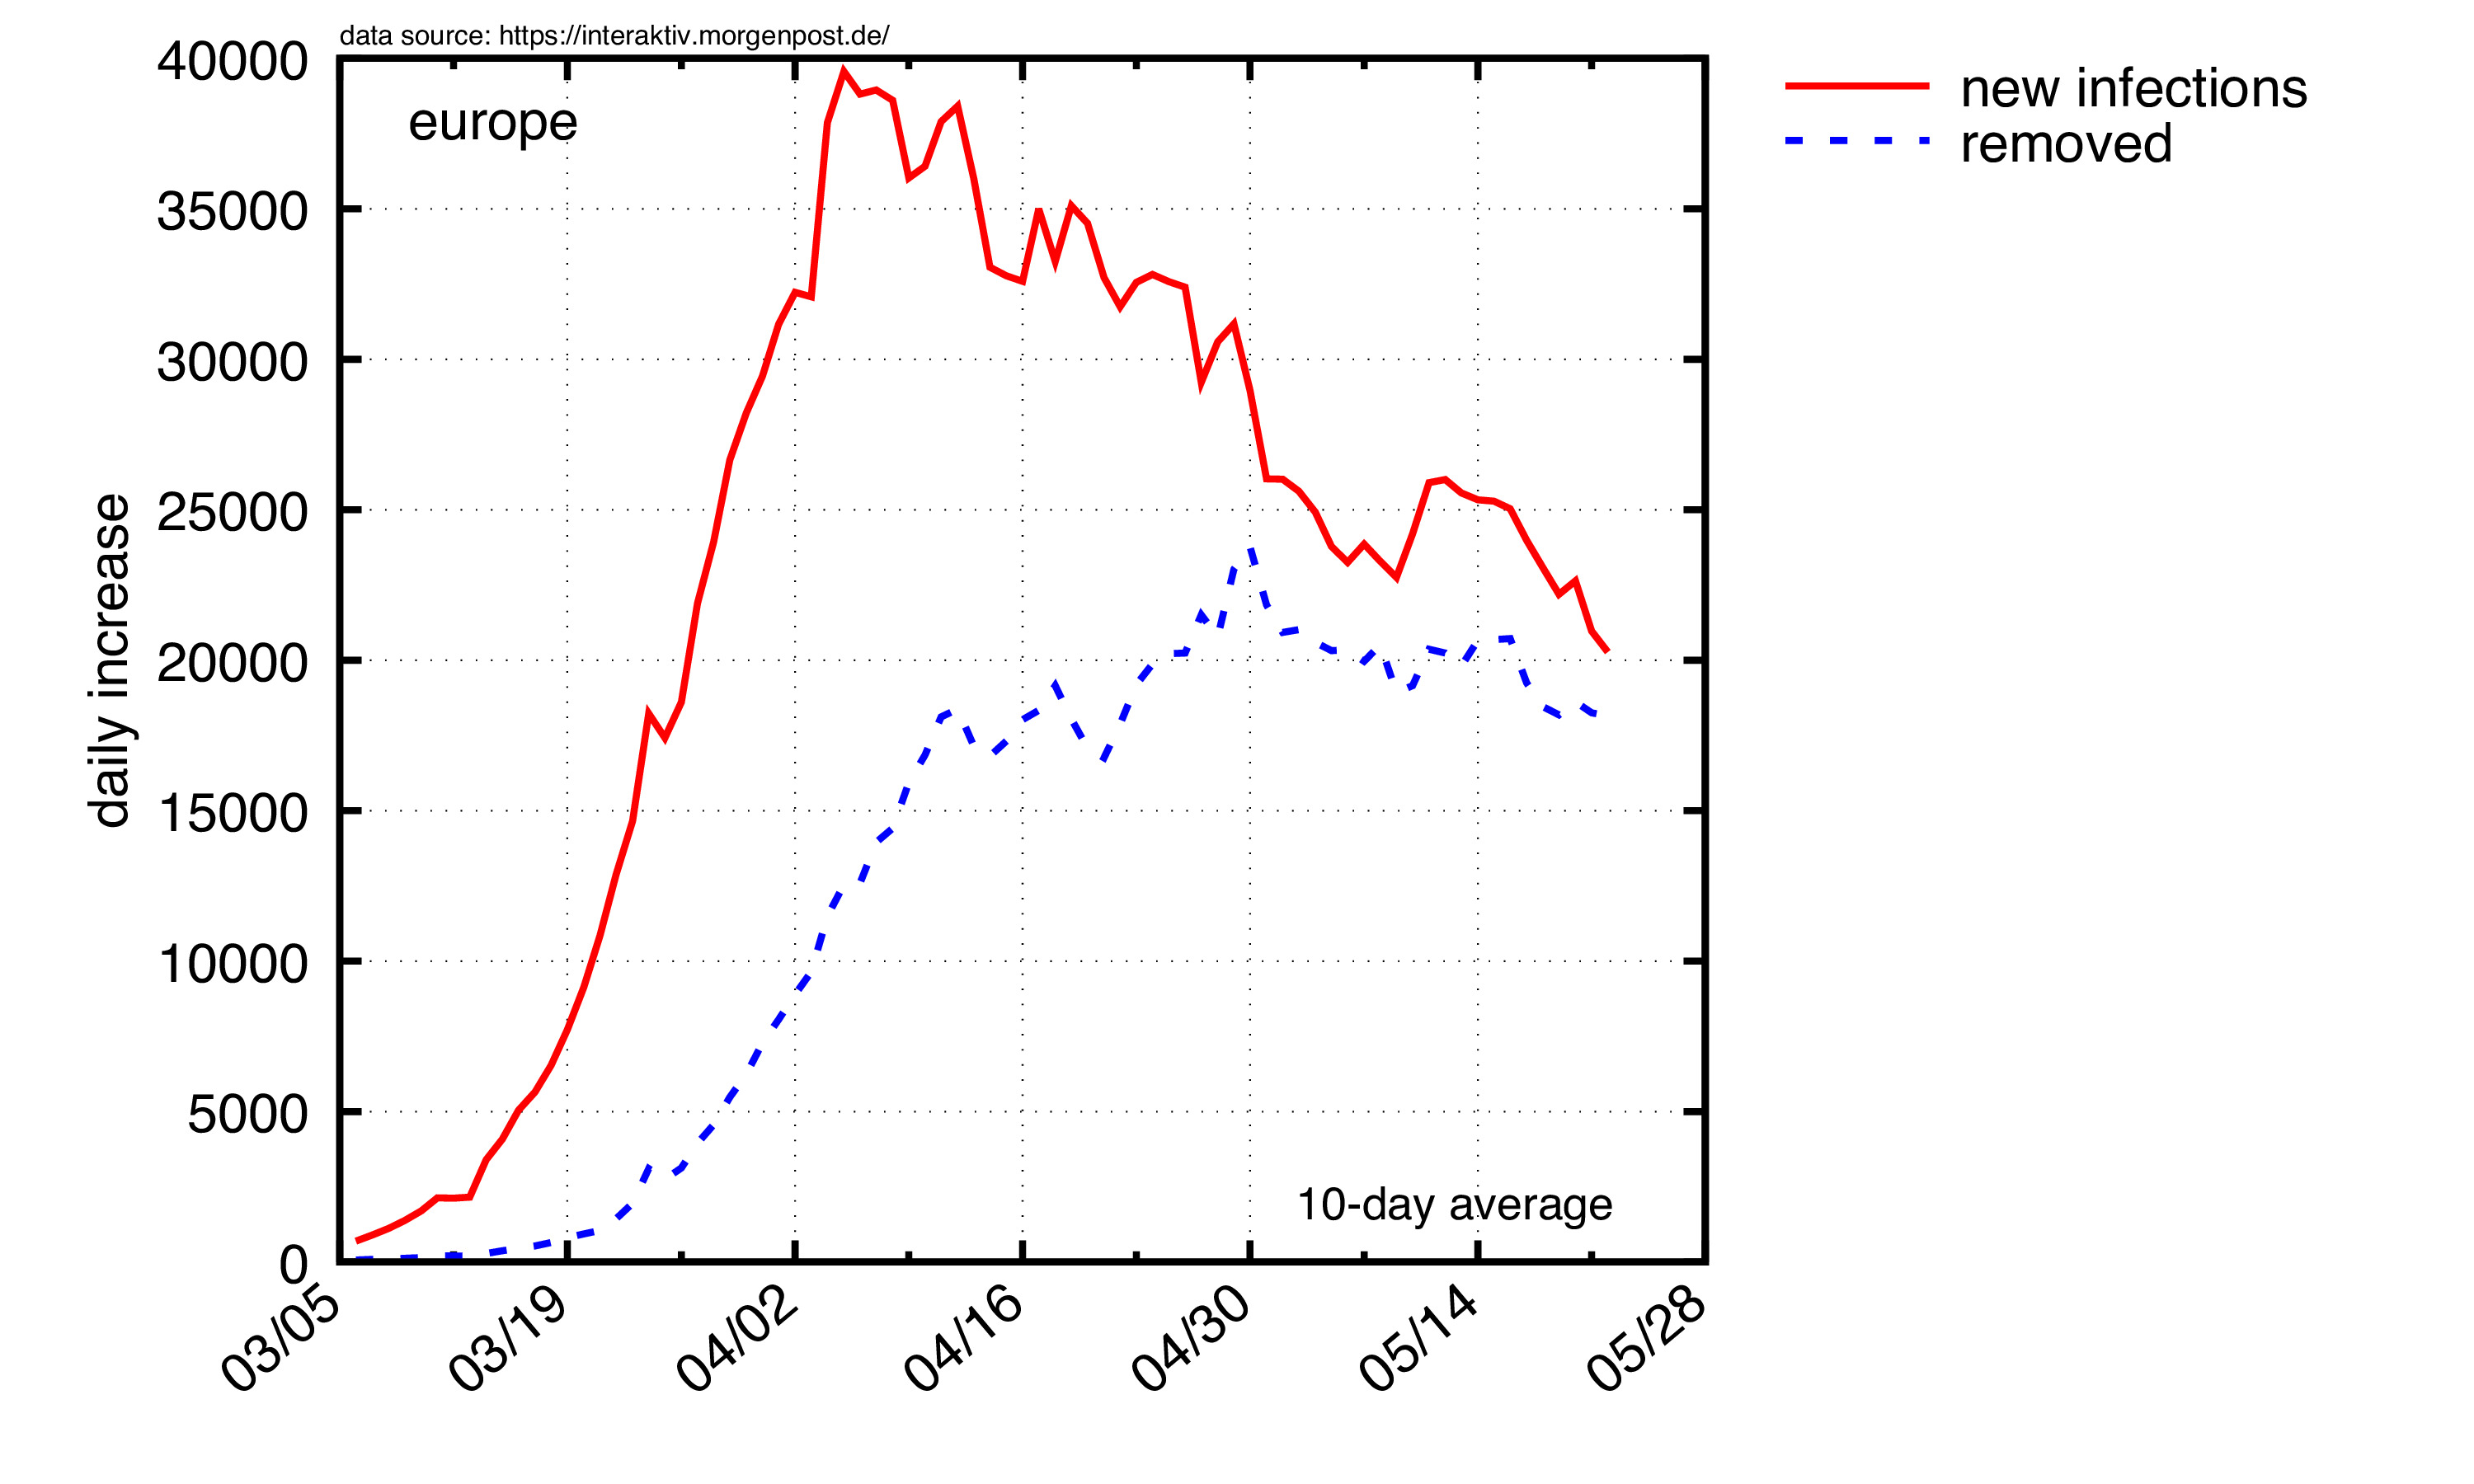 data source: https://interaktiv.morgenpost.de/
40000
35000
30000
25000
20000
15000
10000
5000
0
daily increase
europe
new infections
removed
10-day average
03/05
03/19
04/02
04/16
04/30
05/14
05/28